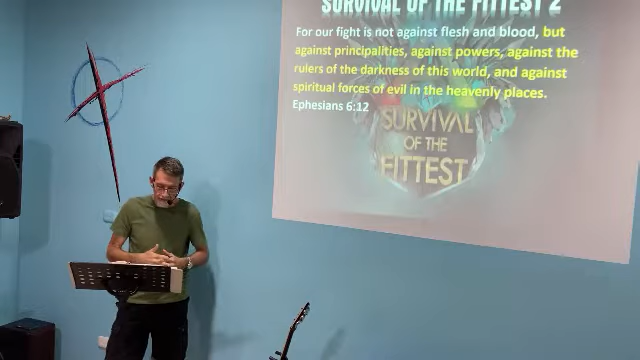 SURVIVAL OF THE FITTEST 2
For our fight is not against flesh and blood, but
against principalities, against powers, against the
rulers of the darkness of this world, and against
spiritual forces of evil in the heavenly places.
Ephesians 6:12
SURVIVAL
OF THE
FITTEST